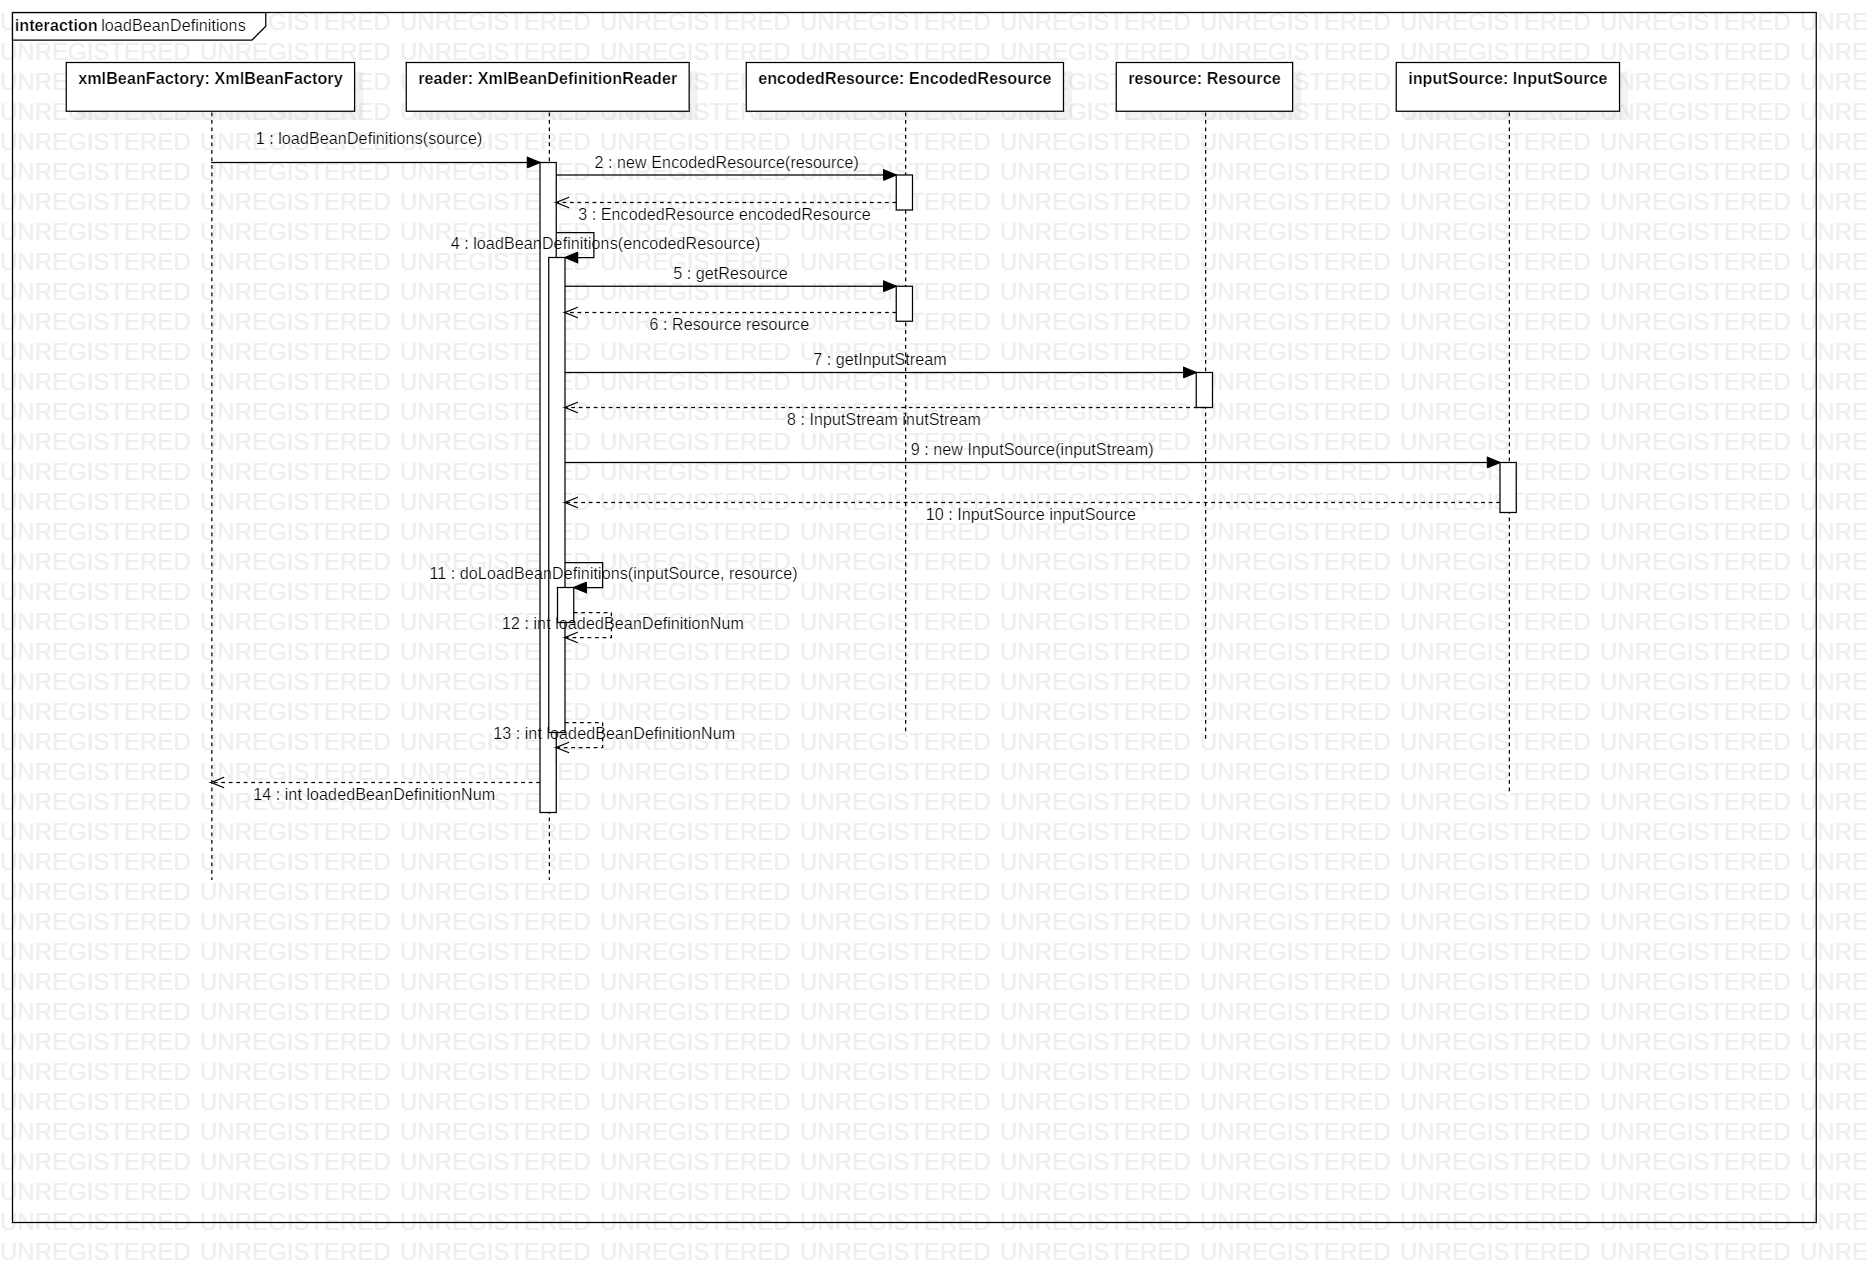 interaction loadBeanDefinitions
xmlBeanFactory: XmlBeanFactory
reader: XmlBeanDefinitionReader
encodedResource: EncodedResource
resource: Resource
inputSource: InputSource
1 : loadBeanDefinitions(source)
2 : new EncodedResource(resource)
3 : EncodedResource encodedResource
4 : loadBeanDefinitions(encodedResource)
5 : getResource
6 : Resource resource
7 : getInputStream
8 : InputStream inutStream
9 : new InputSource(inputStream)
10 : InputSource inputSource
11 : doLoadBeanDefinitions(inputSource, resource)
12 : int loadedBeanDefinitionNum
13 : int loadedBeanDefinitionNum
14 : int loadedBeanDefinitionNum
UNREGISTERED